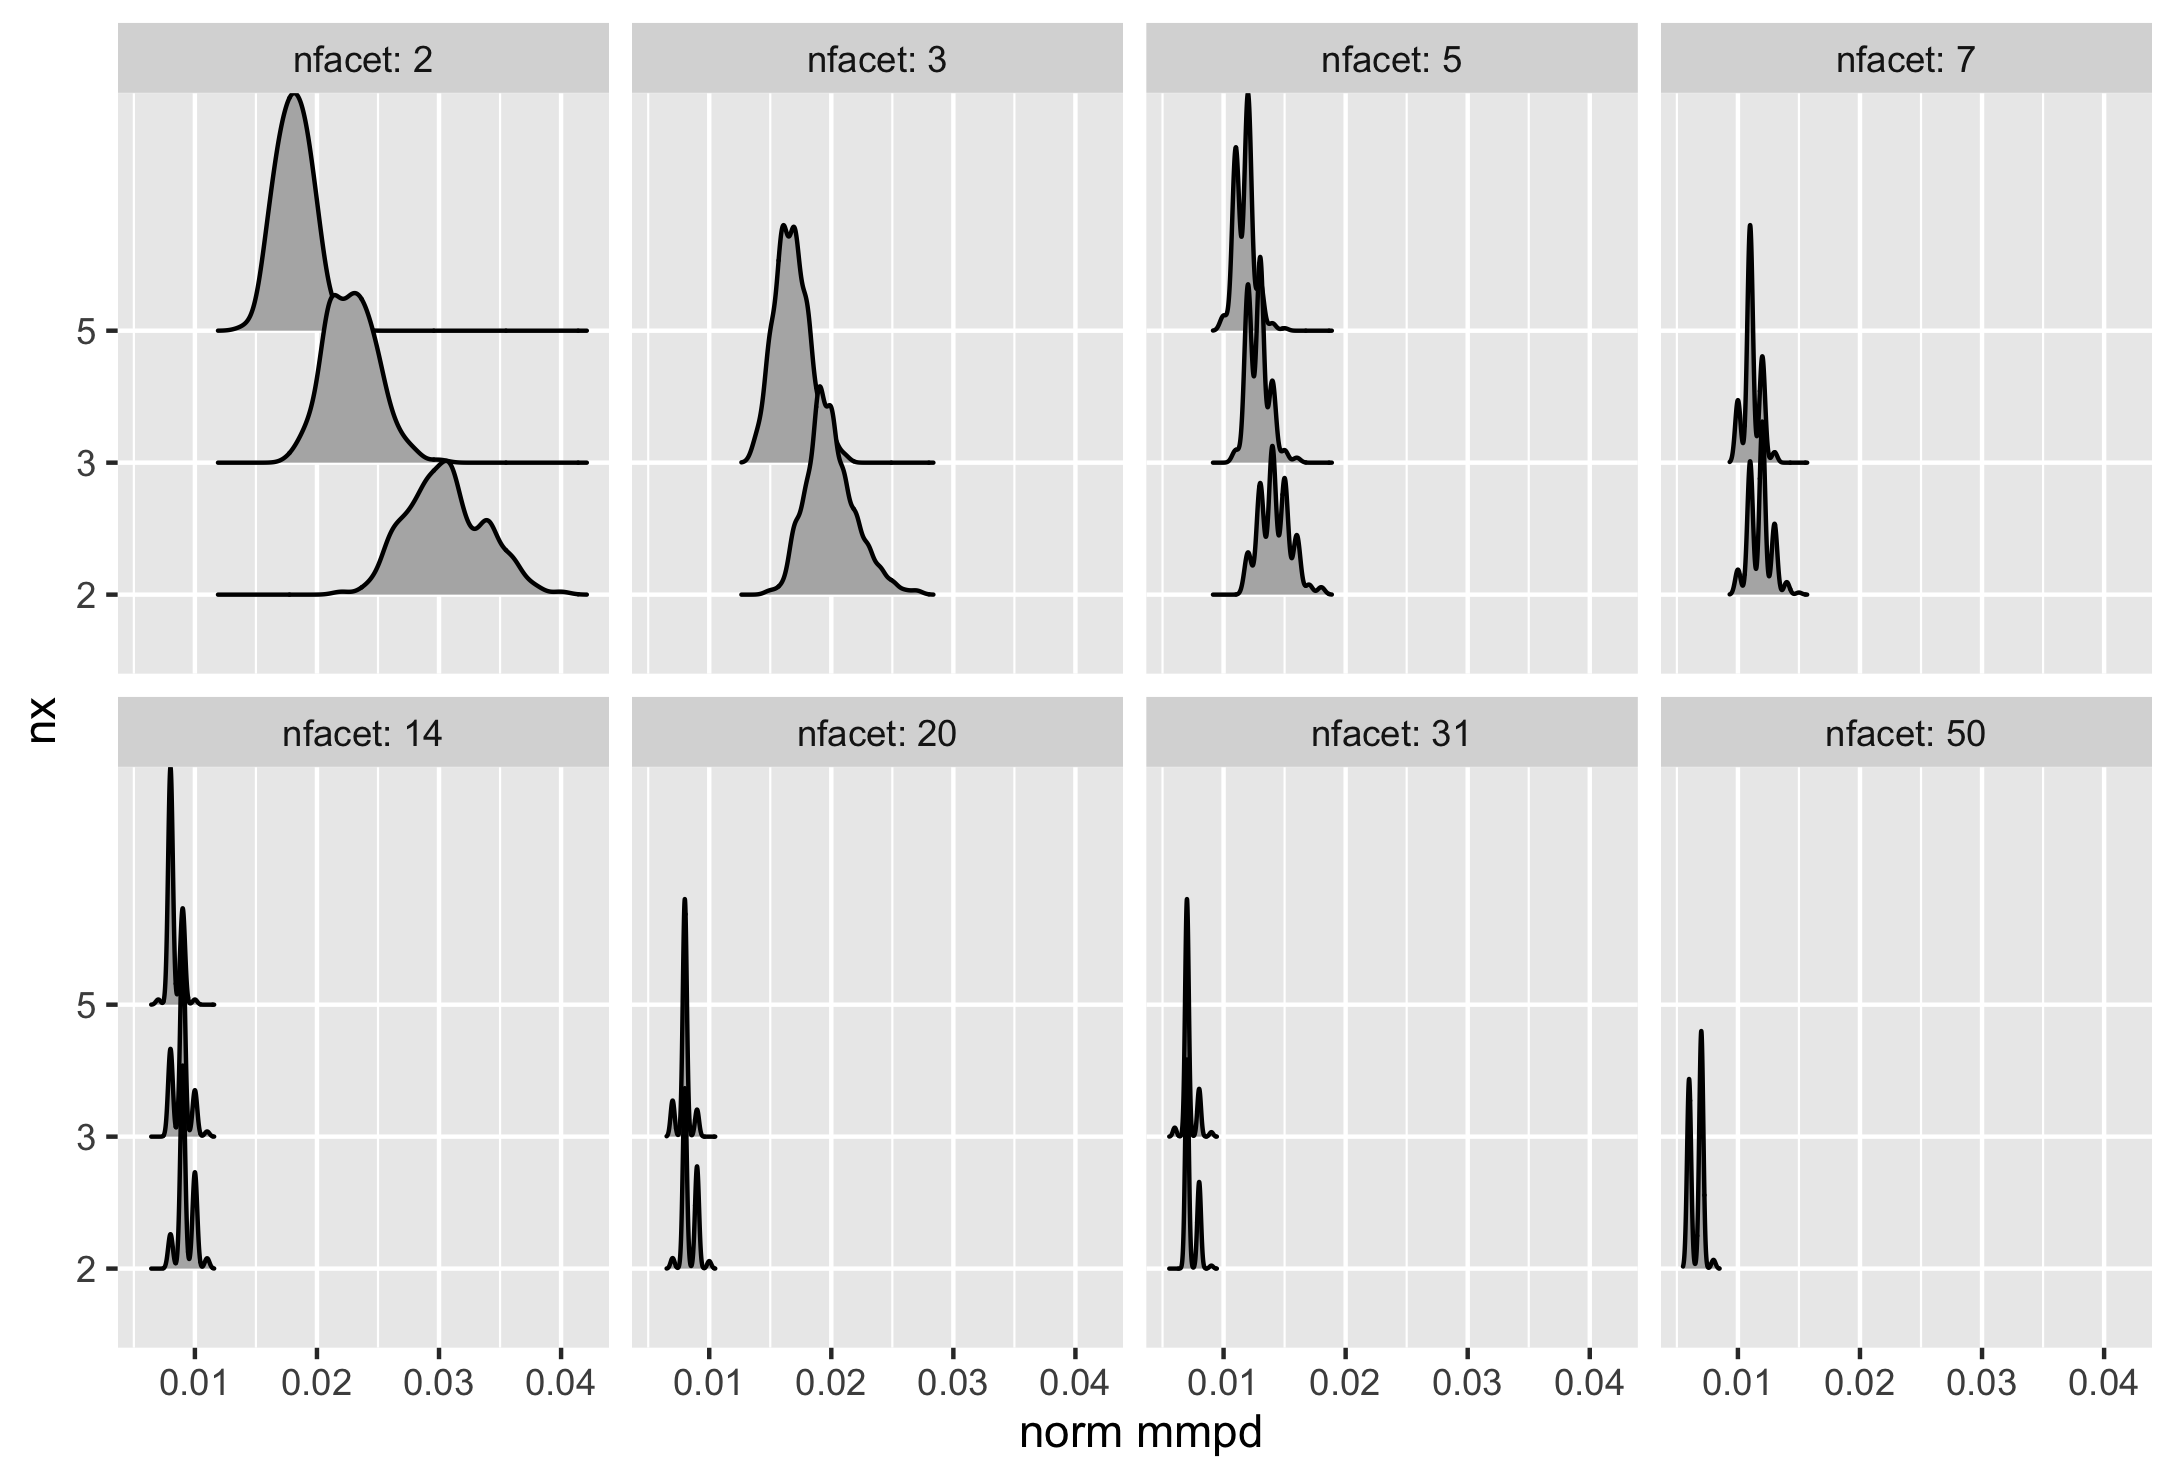 nfacet: 2
nfacet: 3
nfacet: 5
nfacet: 7
5
3
2
nx
nfacet: 14
nfacet: 20
nfacet: 31
nfacet: 50
5
3
2
0.01 0.02 0.03 0.04
0.01 0.02 0.03 0.04
0.01 0.02 0.03 0.04
0.01 0.02 0.03 0.04
norm mmpd